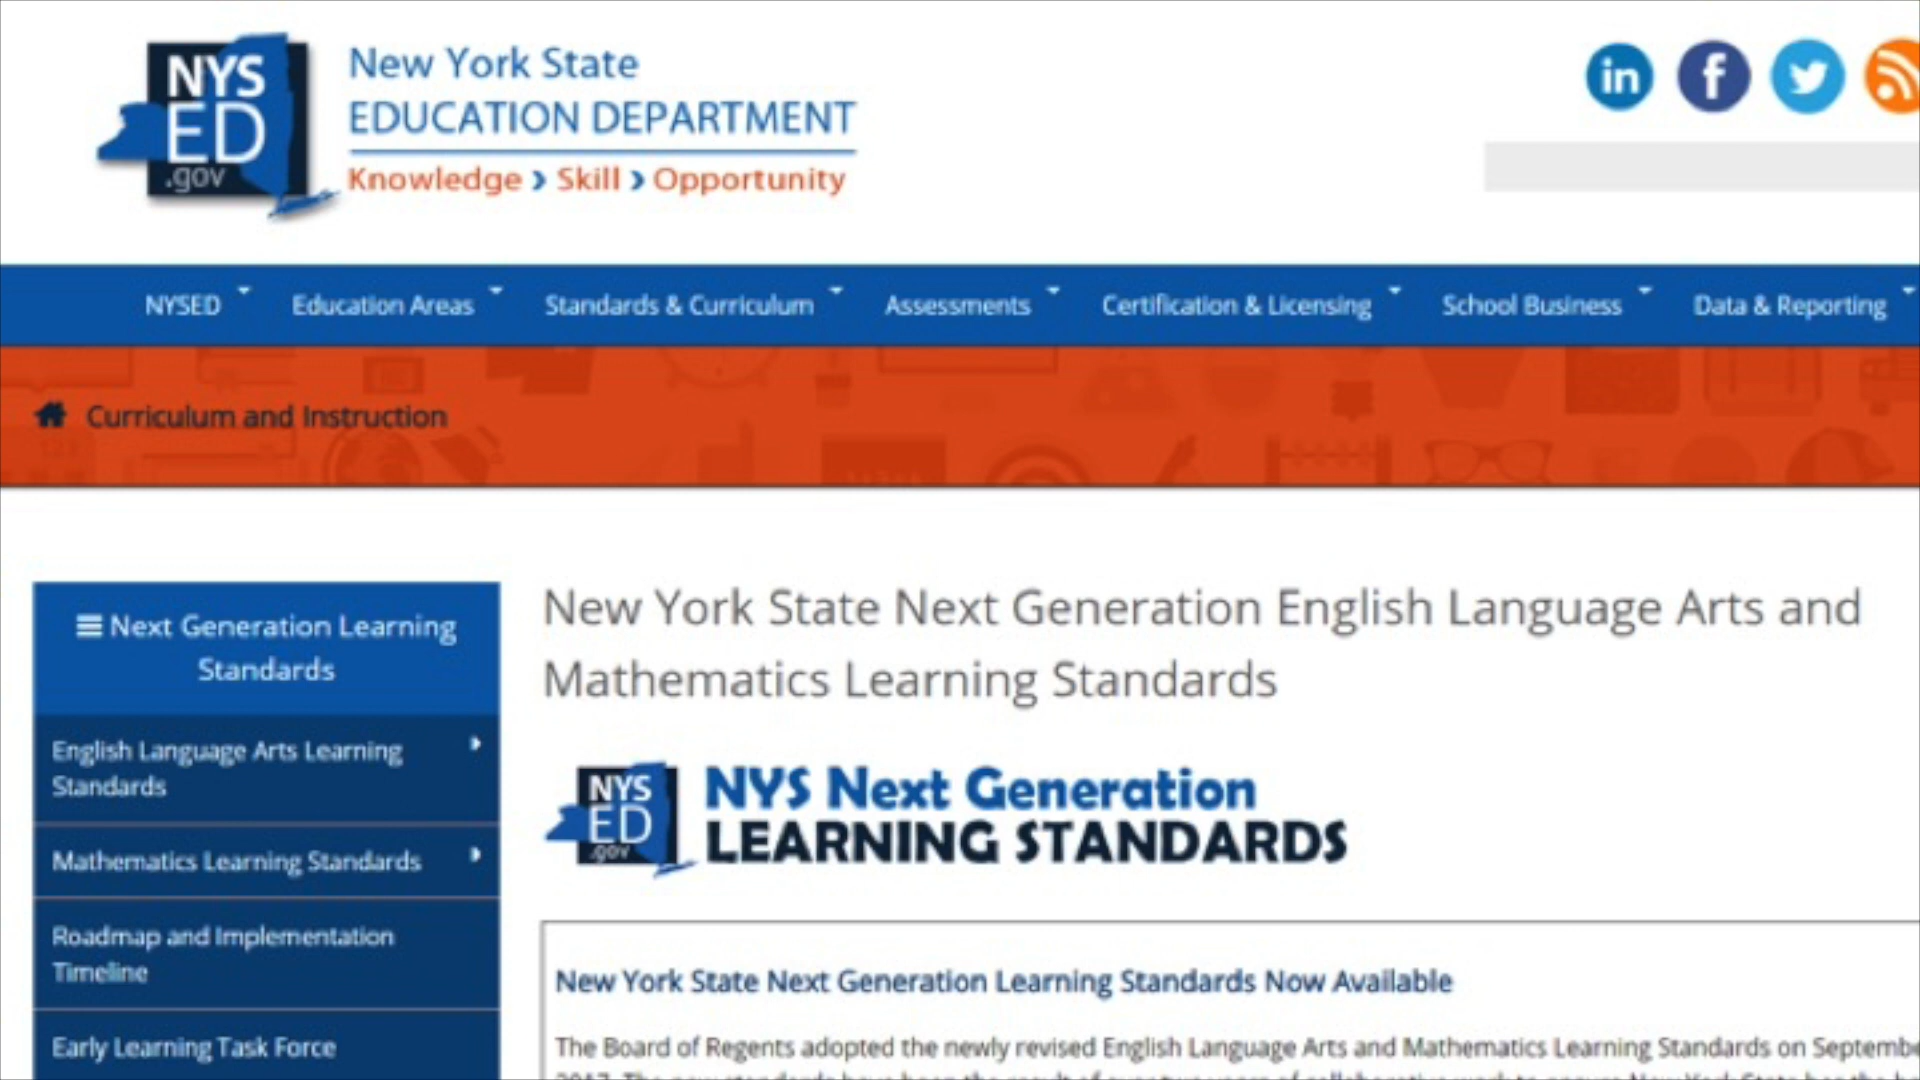 NYS
ED
.gov
New York State
EDUCATION DEPARTMENT
Knowledge › Skill › Opportunity
in f
NYSED Education Areas Standards & Curriculum Assessments Certification & Licensing School Business Data & Reporting
Curriculum and Instruction
Next Generation Learning
Standards
English Language Arts Learning
Standards
Mathematics Learning Standards
Roadmap and Implementation
Timeline
Early Learning Task Force
New York State Next Generation English Language Arts and
Mathematics Learning Standards
NYS
ED
.gov
NYS Next Generation
LEARNING STANDARDS
New York State Next Generation Learning Standards Now Available
The Board of Regents adopted the newly revised English Language Arts and Mathematics Learning Standards on Septembe